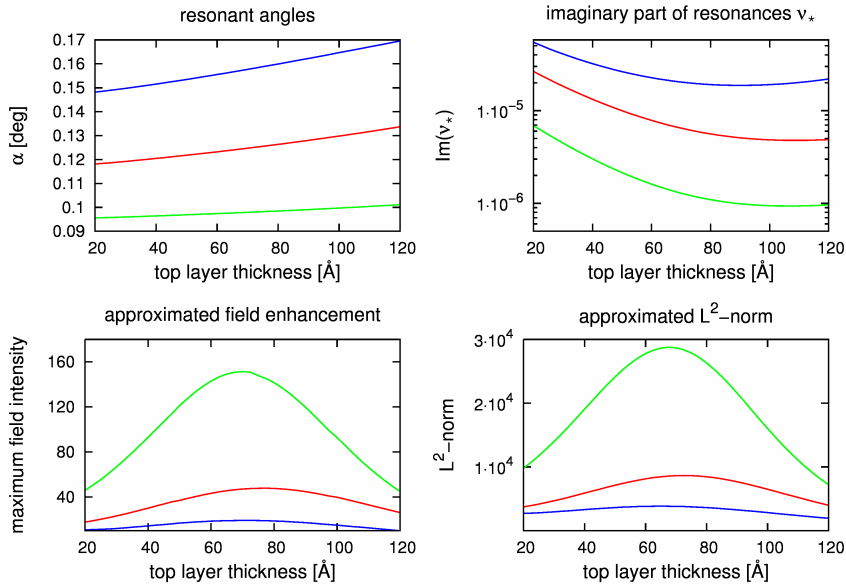 resonant angles
α [deg]
0.17
0.16
0.15
0.14
0.13
0.12
0.11
0.1
0.09
20 40 60 80 100 120
top layer thickness [Å]
imaginary part of resonances ν*
Im(ν*)
1·10⁻⁵
1·10⁻⁶
20 40 60 80 100 120
top layer thickness [Å]
approximated field enhancement
maximum field intensity
160
120
80
40
20 40 60 80 100 120
top layer thickness [Å]
approximated L²−norm
L²−norm
3·10⁴
2·10⁴
1·10⁴
20 40 60 80 100 120
top layer thickness [Å]